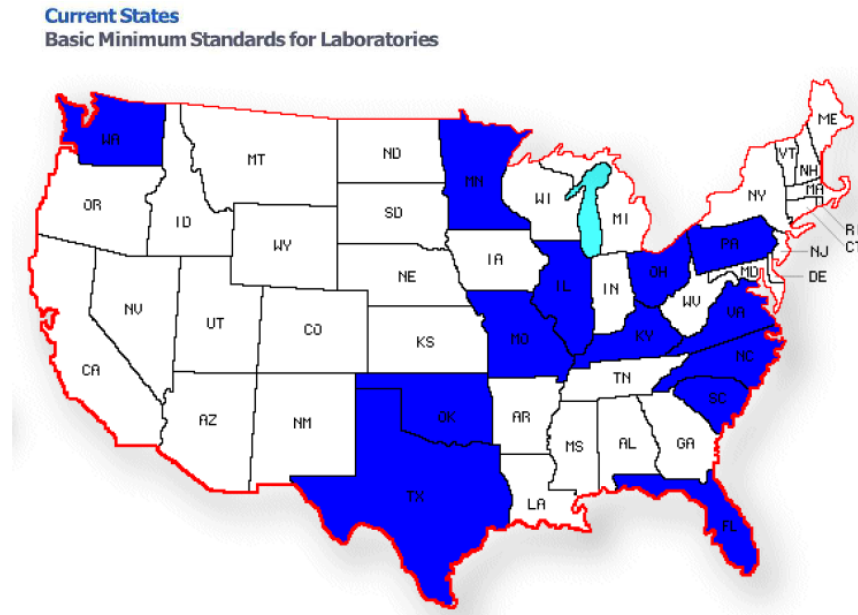 Current States
Basic Minimum Standards for Laboratories
WA
MT
ND
MN
ME
VT
NH
OR
ID
SD
WI
MI
NY
MA
WY
RI
CT
IA
PA
NJ
NV
NE
IL
IN
OH
MD
DE
UT
CO
WV
VA
KS
MO
KY
CA
NC
TN
AZ
NM
OK
AR
SC
MS
AL
GA
TX
LA
FL